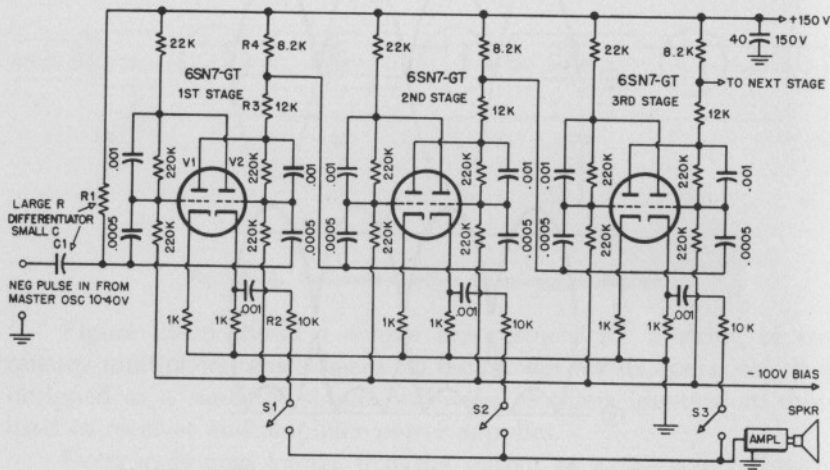 +150V
22K
R4
8.2K
22K
8.2K
22K
8.2K
40
150V
6SN7-GT
1ST STAGE
6SN7-GT
2ND STAGE
6SN7-GT
3RD STAGE
TO NEXT STAGE
R3
12K
12K
12K
.001
220K
V1
V2
220K
.001
.001
220K
220K
.001
.001
220K
220K
.001
LARGE R
DIFFERENTIATOR
SMALL C
R1
C1
.0005
220K
220K
.0005
.0005
220K
220K
.0005
.0005
220K
220K
.0005
NEG PULSE IN FROM
MASTER OSC 10-40V
1K
1K
.001
R2
10K
1K
1K
.001
10K
1K
1K
.001
10K
-100V BIAS
S1
S2
S3
SPKR
AMPL